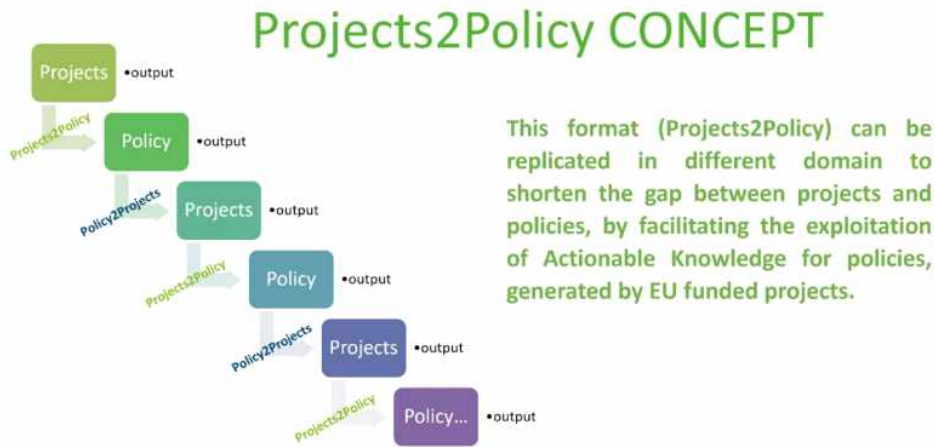 Projects2Policy CONCEPT
Projects
•output
Projects2Policy
Policy
•output
Policy2Projects
Projects
•output
Projects2Policy
Policy
•output
Policy2Projects
Projects
•output
Projects2Policy
Policy...
•output
This format (Projects2Policy) can be
replicated in different domain to
shorten the gap between projects and
policies, by facilitating the exploitation
of Actionable Knowledge for policies,
generated by EU funded projects.